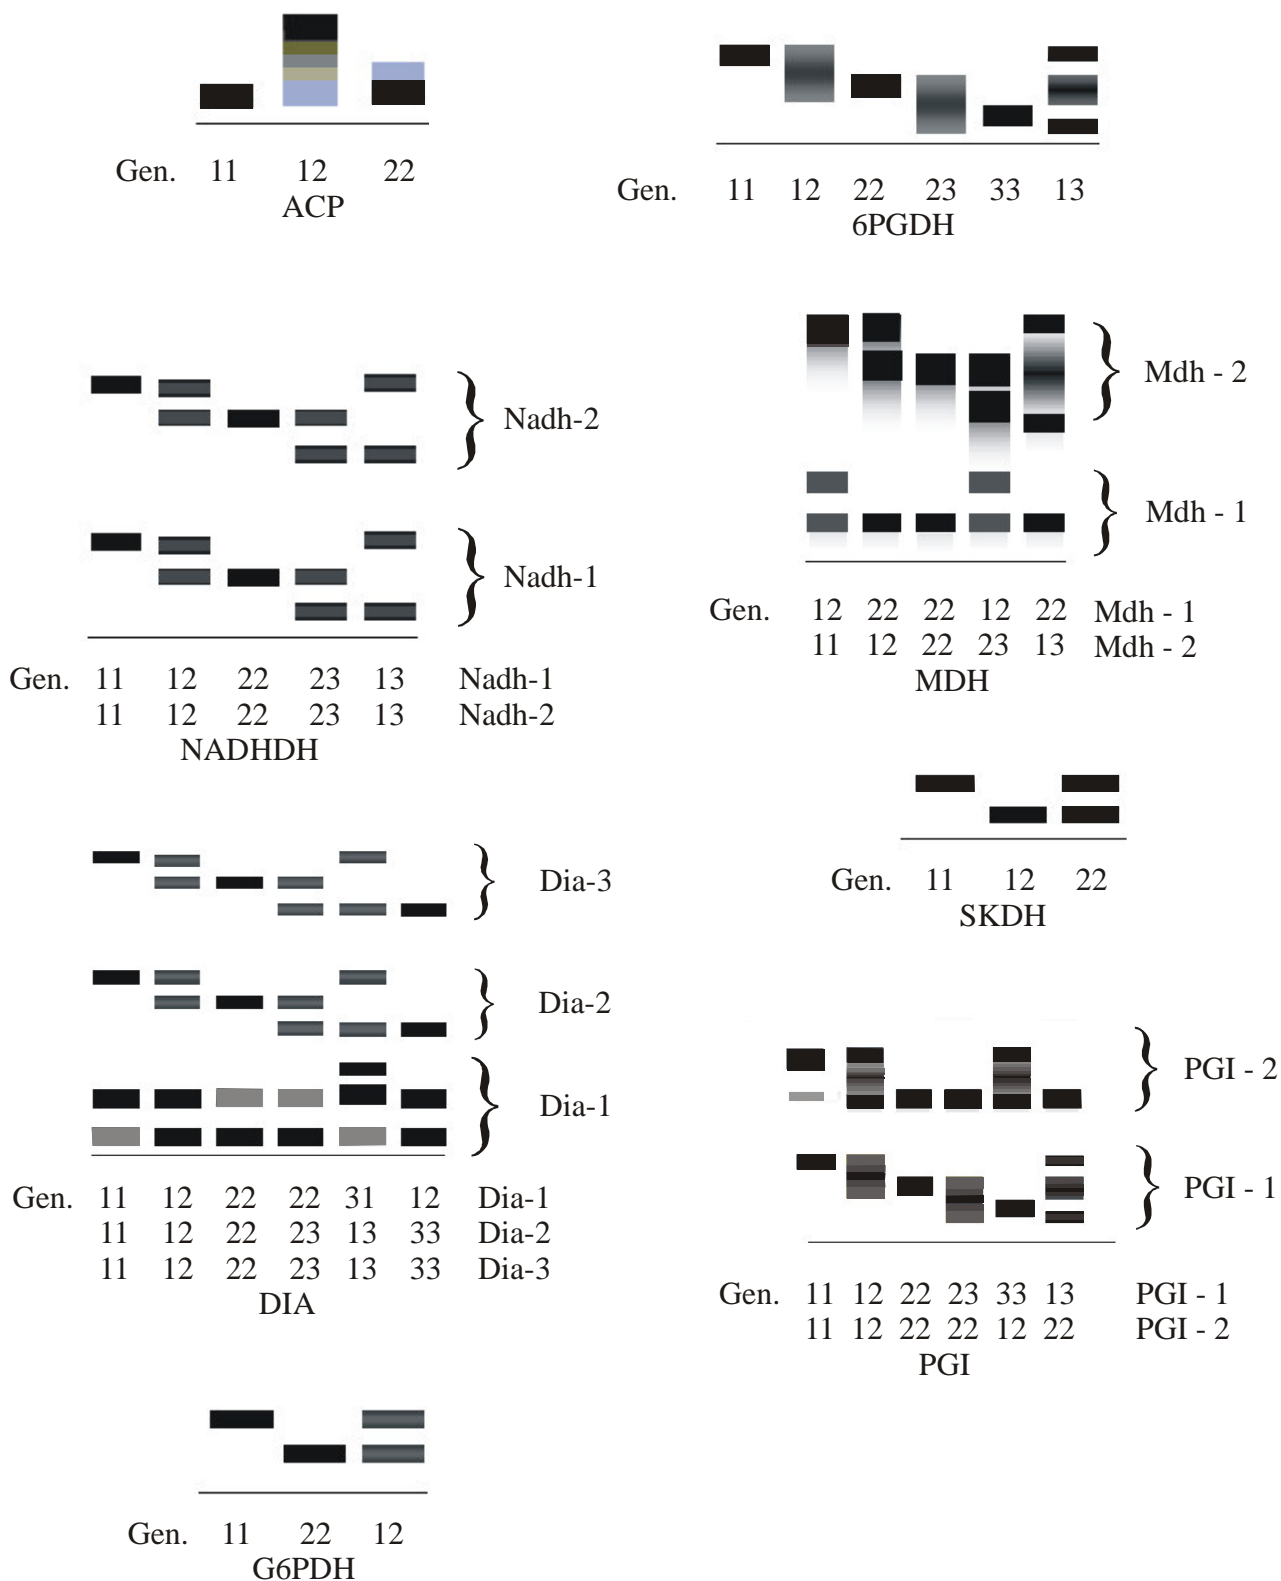 Gen. 11 12 22
ACP
Gen. 11 12 22 23 33 13
6PGDH
Nadh-2
Nadh-1
Gen. 11 12 22 23 13 Nadh-1
11 12 22 23 13 Nadh-2
NADHDH
Mdh - 2
Mdh - 1
Gen. 12 22 22 12 22 Mdh - 1
11 12 22 23 13 Mdh - 2
MDH
Gen. 11 12 22
SKDH
Dia-3
Dia-2
Dia-1
Gen. 11 12 22 22 31 12 Dia-1
11 12 22 23 13 33 Dia-2
11 12 22 23 13 33 Dia-3
DIA
PGI - 2
PGI - 1
Gen. 11 12 22 23 33 13 PGI - 1
11 12 22 22 12 22 PGI - 2
PGI
Gen. 11 22 12
G6PDH